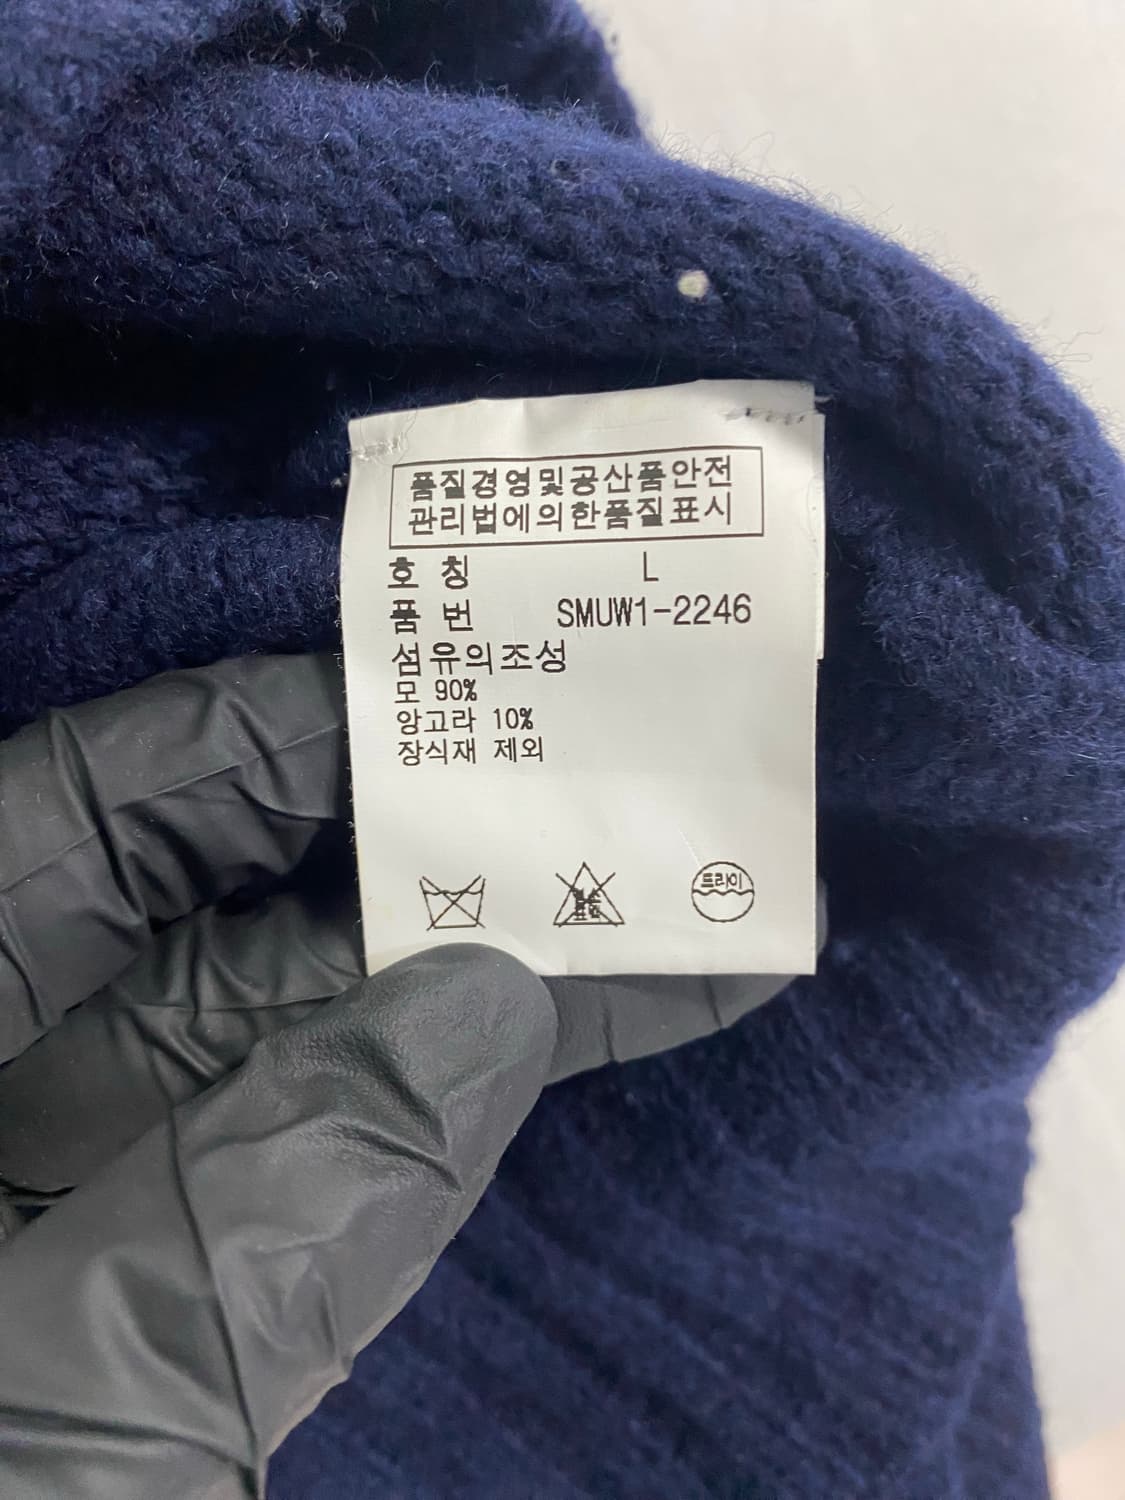 품질경영및공산품안전
관리법에의한품질표시
호 칭 L
품 번 SMUW1-2246
섬유의조성
모 90%
앙고라 10%
장식재 제외
드라이